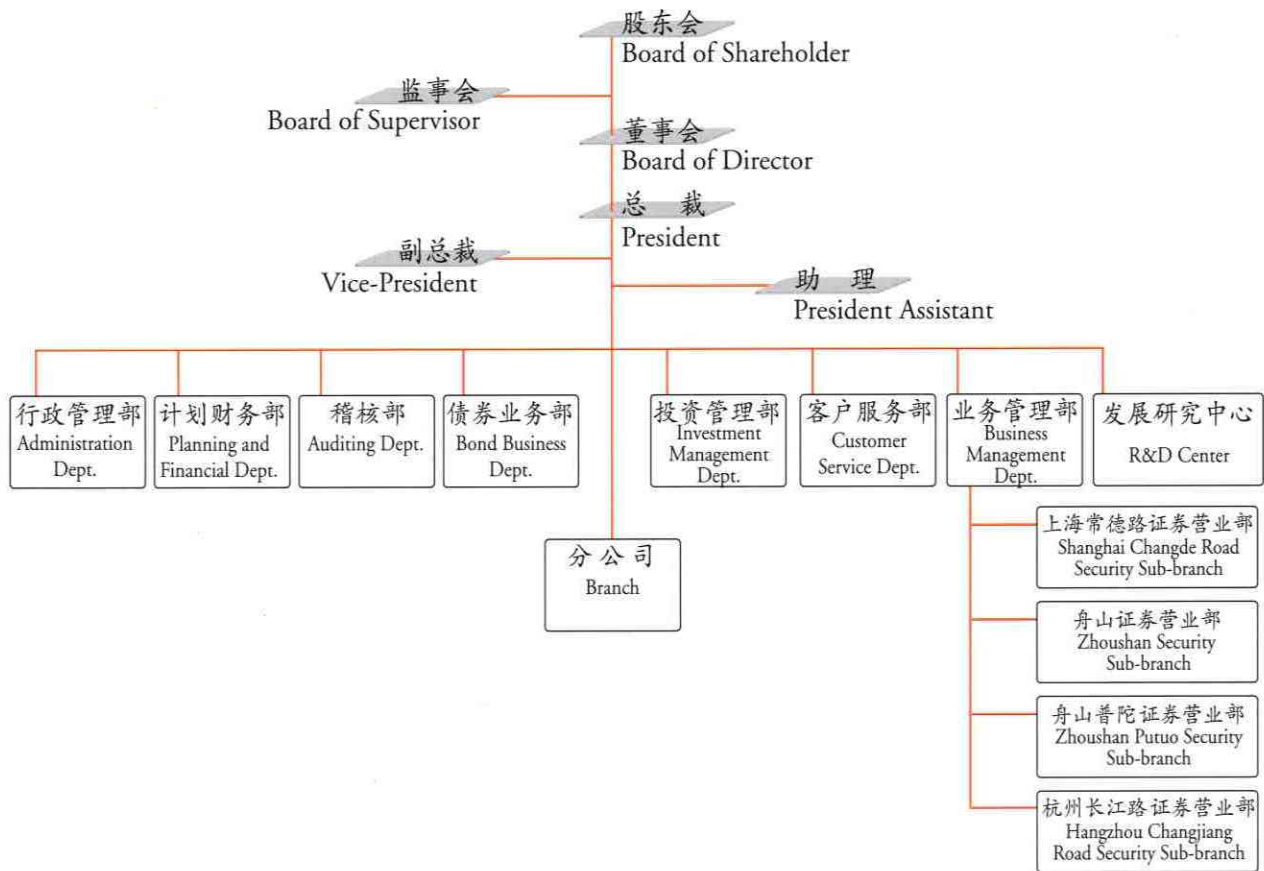 股东会
Board of Shareholder
监事会
Board of Supervisor
董事会
Board of Director
总 裁
President
副总裁
Vice-President
助 理
President Assistant
行政管理部
Administration
Dept.
计划财务部
Planning and
Financial Dept.
稽核部
Auditing Dept.
债券业务部
Bond Business
Dept.
投资管理部
Investment
Management
Dept.
客户服务部
Customer
Service Dept.
业务管理部
Business
Management
Dept.
发展研究中心
R&D Center
分公司
Branch
上海常德路证券营业部
Shanghai Changde Road
Security Sub-branch
舟山证券营业部
Zhoushan Security
Sub-branch
舟山普陀证券营业部
Zhoushan Putuo Security
Sub-branch
杭州长江路证券营业部
Hangzhou Changjiang
Road Security Sub-branch